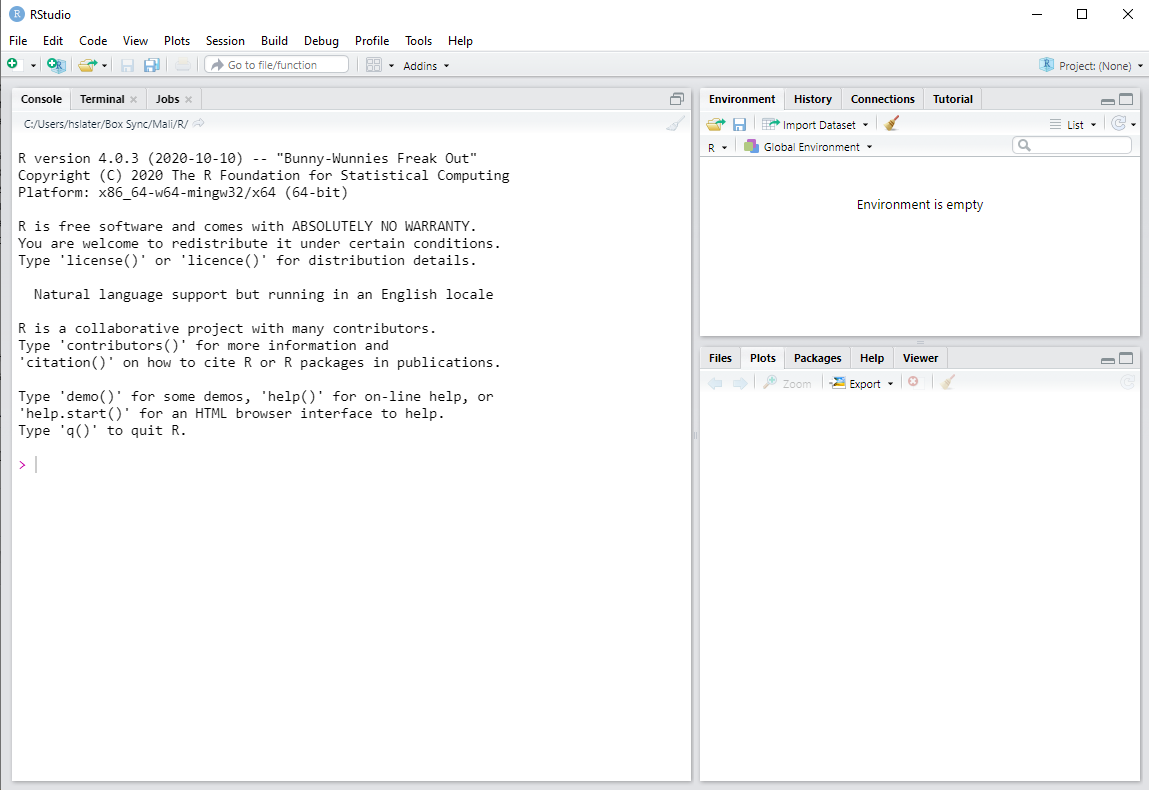 RStudio
File Edit Code View Plots Session Build Debug Profile Tools Help
Go to file/function Addins Project: (None)
Console Terminal Jobs
C:/Users/hslater/Box Sync/Mali/R/
R version 4.0.3 (2020-10-10) -- "Bunny-Wunnies Freak Out"
Copyright (C) 2020 The R Foundation for Statistical Computing
Platform: x86_64-w64-mingw32/x64 (64-bit)
R is free software and comes with ABSOLUTELY NO WARRANTY.
You are welcome to redistribute it under certain conditions.
Type 'license()' or 'licence()' for distribution details.
Natural language support but running in an English locale
R is a collaborative project with many contributors.
Type 'contributors()' for more information and
'citation()' on how to cite R or R packages in publications.
Type 'demo()' for some demos, 'help()' for on-line help, or
'help.start()' for an HTML browser interface to help.
Type 'q()' to quit R.
>
Environment History Connections Tutorial
Import Dataset List
R Global Environment
Environment is empty
Files Plots Packages Help Viewer
Zoom Export